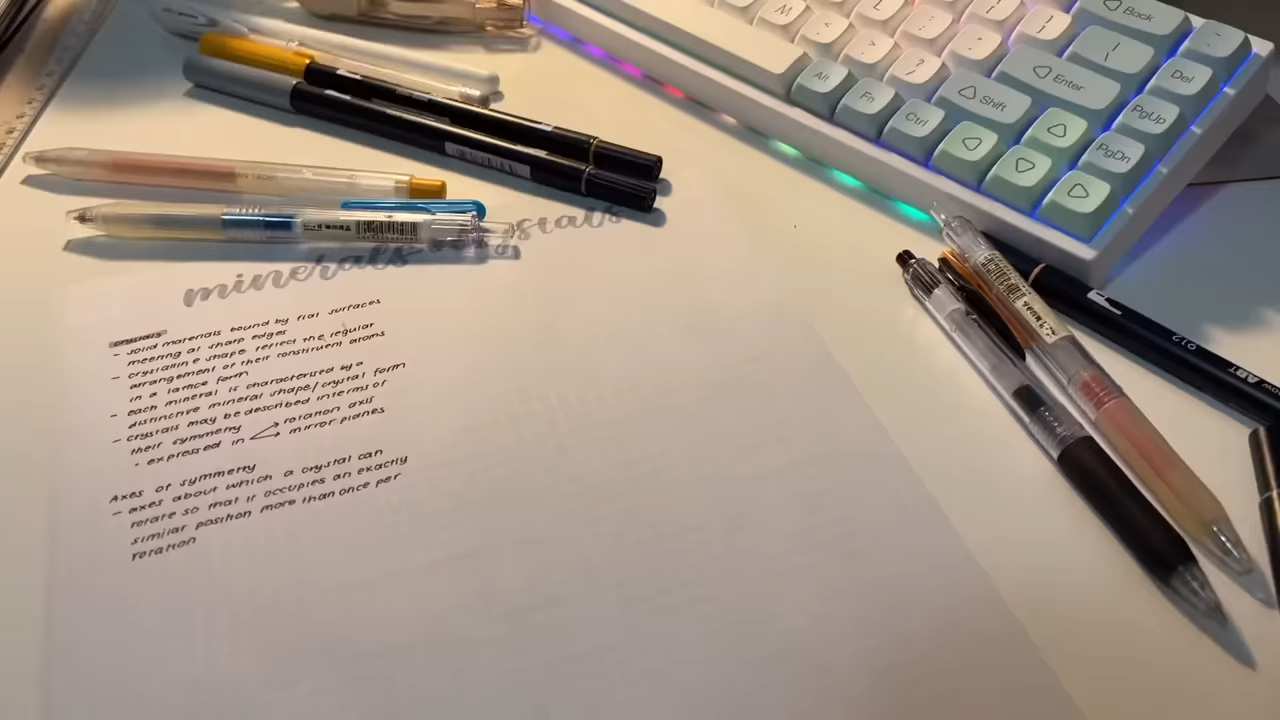 minerals & crystals
crystals
- solid materials bound by flat surfaces
meeting at sharp edges
- crystalline shape reflect the regular
arrangement of their constituent atoms
in a lattice form
- each mineral is characterised by a
distinctive mineral shape/crystal form
- crystals may be described in terms of
their symmetry
rotation axis
• expressed in
mirror planes
Axes of symmetry
- axes about which a crystal can
rotate so that it occupies an exactly
similar position more than once per
rotation
Back
Enter
Shift
Alt
Fn
Ctrl
Del
PgUp
PgDn
M
<
>
?
L
:
ABT